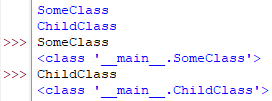 SomeClass
ChildClass
>>> SomeClass
<class '__main__.SomeClass'>
>>> ChildClass
<class '__main__.ChildClass'>